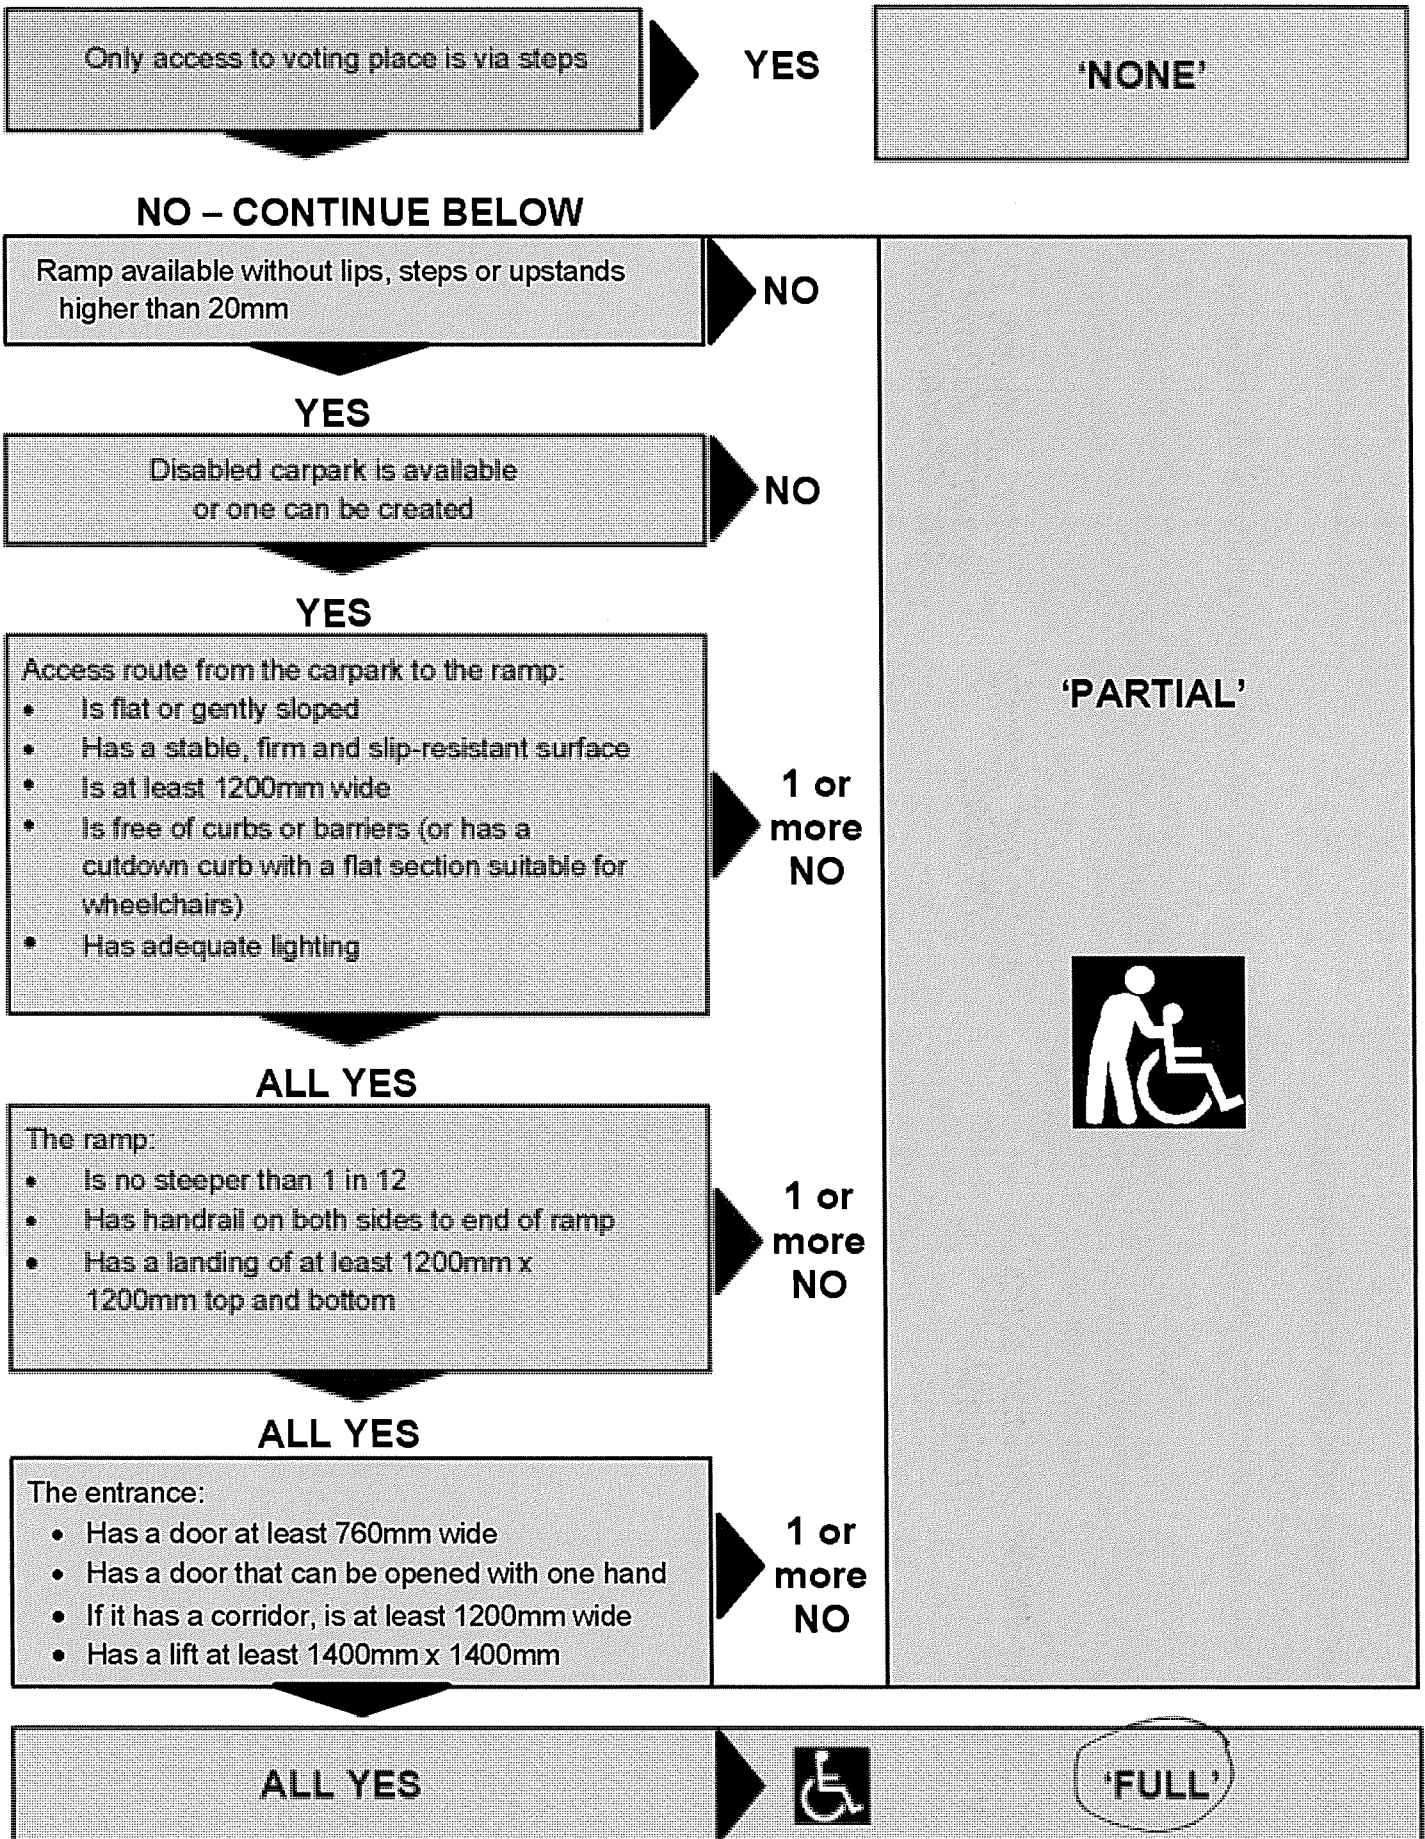 Only access to voting place is via steps
YES
‘NONE’
NO – CONTINUE BELOW
Ramp available without lips, steps or upstands
higher than 20mm
NO
YES
Disabled carpark is available
or one can be created
NO
YES
Access route from the carpark to the ramp:
• Is flat or gently sloped
• Has a stable, firm and slip-resistant surface
• Is at least 1200mm wide
• Is free of curbs or barriers (or has a
cutdown curb with a flat section suitable for
wheelchairs)
• Has adequate lighting
1 or
more
NO
‘PARTIAL’
ALL YES
The ramp:
• Is no steeper than 1 in 12
• Has handrail on both sides to end of ramp
• Has a landing of at least 1200mm x
1200mm top and bottom
1 or
more
NO
ALL YES
The entrance:
• Has a door at least 760mm wide
• Has a door that can be opened with one hand
• If it has a corridor, is at least 1200mm wide
• Has a lift at least 1400mm x 1400mm
1 or
more
NO
ALL YES
‘FULL’